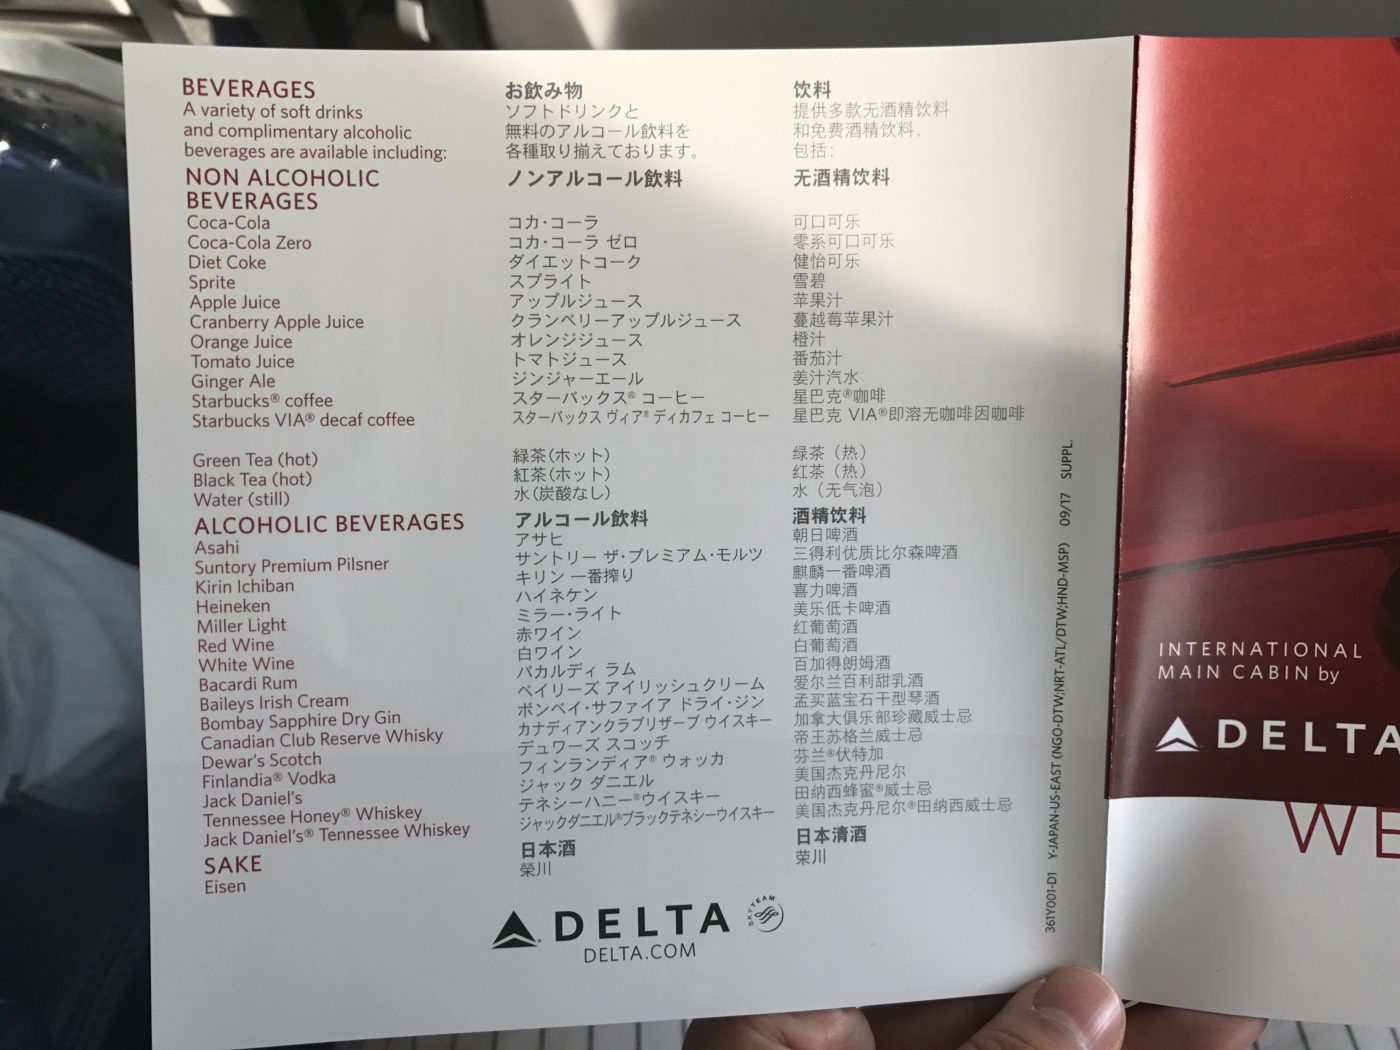 BEVERAGES
A variety of soft drinks
and complimentary alcoholic
beverages are available including:
NON ALCOHOLIC
BEVERAGES
Coca-Cola
Coca-Cola Zero
Diet Coke
Sprite
Apple Juice
Cranberry Apple Juice
Orange Juice
Tomato Juice
Ginger Ale
Starbucks® coffee
Starbucks VIA® decaf coffee
Green Tea (hot)
Black Tea (hot)
Water (still)
ALCOHOLIC BEVERAGES
Asahi
Suntory Premium Pilsner
Kirin Ichiban
Heineken
Miller Light
Red Wine
White Wine
Bacardi Rum
Baileys Irish Cream
Bombay Sapphire Dry Gin
Canadian Club Reserve Whisky
Dewar's Scotch
Finlandia® Vodka
Jack Daniel's
Tennessee Honey® Whiskey
Jack Daniel's® Tennessee Whiskey
SAKE
Eisen
お飲み物
ソフトドリンクと
無料のアルコール飲料を
各種取り揃えております。
ノンアルコール飲料
コカ・コーラ
コカ・コーラ ゼロ
ダイエットコーク
スプライト
アップルジュース
クランベリーアップルジュース
オレンジジュース
トマトジュース
ジンジャーエール
スターバックス® コーヒー
スターバックス ヴィア® ディカフェ コーヒー
緑茶(ホット)
紅茶(ホット)
水(炭酸なし)
アルコール飲料
アサヒ
サントリー ザ・プレミアム・モルツ
キリン 一番搾り
ハイネケン
ミラー・ライト
赤ワイン
白ワイン
バカルディ ラム
ベイリーズ アイリッシュクリーム
ボンベイ・サファイア ドライ・ジン
カナディアンクラブリザーブ ウイスキー
デュワーズ スコッチ
フィンランディア® ウォッカ
ジャック ダニエル
テネシーハニー®ウイスキー
ジャックダニエル®ブラックテネシーウイスキー
日本酒
榮川
饮料
提供多款无酒精饮料
和免费酒精饮料,
包括:
无酒精饮料
可口可乐
零系可口可乐
健怡可乐
雪碧
苹果汁
蔓越莓苹果汁
橙汁
番茄汁
姜汁汽水
星巴克®咖啡
星巴克 VIA®即溶无咖啡因咖啡
绿茶（热）
红茶（热）
水（无气泡）
酒精饮料
朝日啤酒
三得利优质比尔森啤酒
麒麟一番啤酒
喜力啤酒
美乐低卡啤酒
红葡萄酒
白葡萄酒
百加得朗姆酒
爱尔兰百利甜乳酒
孟买蓝宝石干型琴酒
加拿大俱乐部珍藏威士忌
帝王苏格兰威士忌
芬兰®伏特加
美国杰克丹尼尔
田纳西蜂蜜®威士忌
美国杰克丹尼尔®田纳西威士忌
日本清酒
荣川
DELTA
SKYTEAM
DELTA.COM
361Y001-D1 Y-JAPAN-US-EAST (NGO-DTW;NRT-ATL/DTW;HND-MSP) 09/17 SUPPL.
INTERNATIONAL
MAIN CABIN by
DELTA
WE